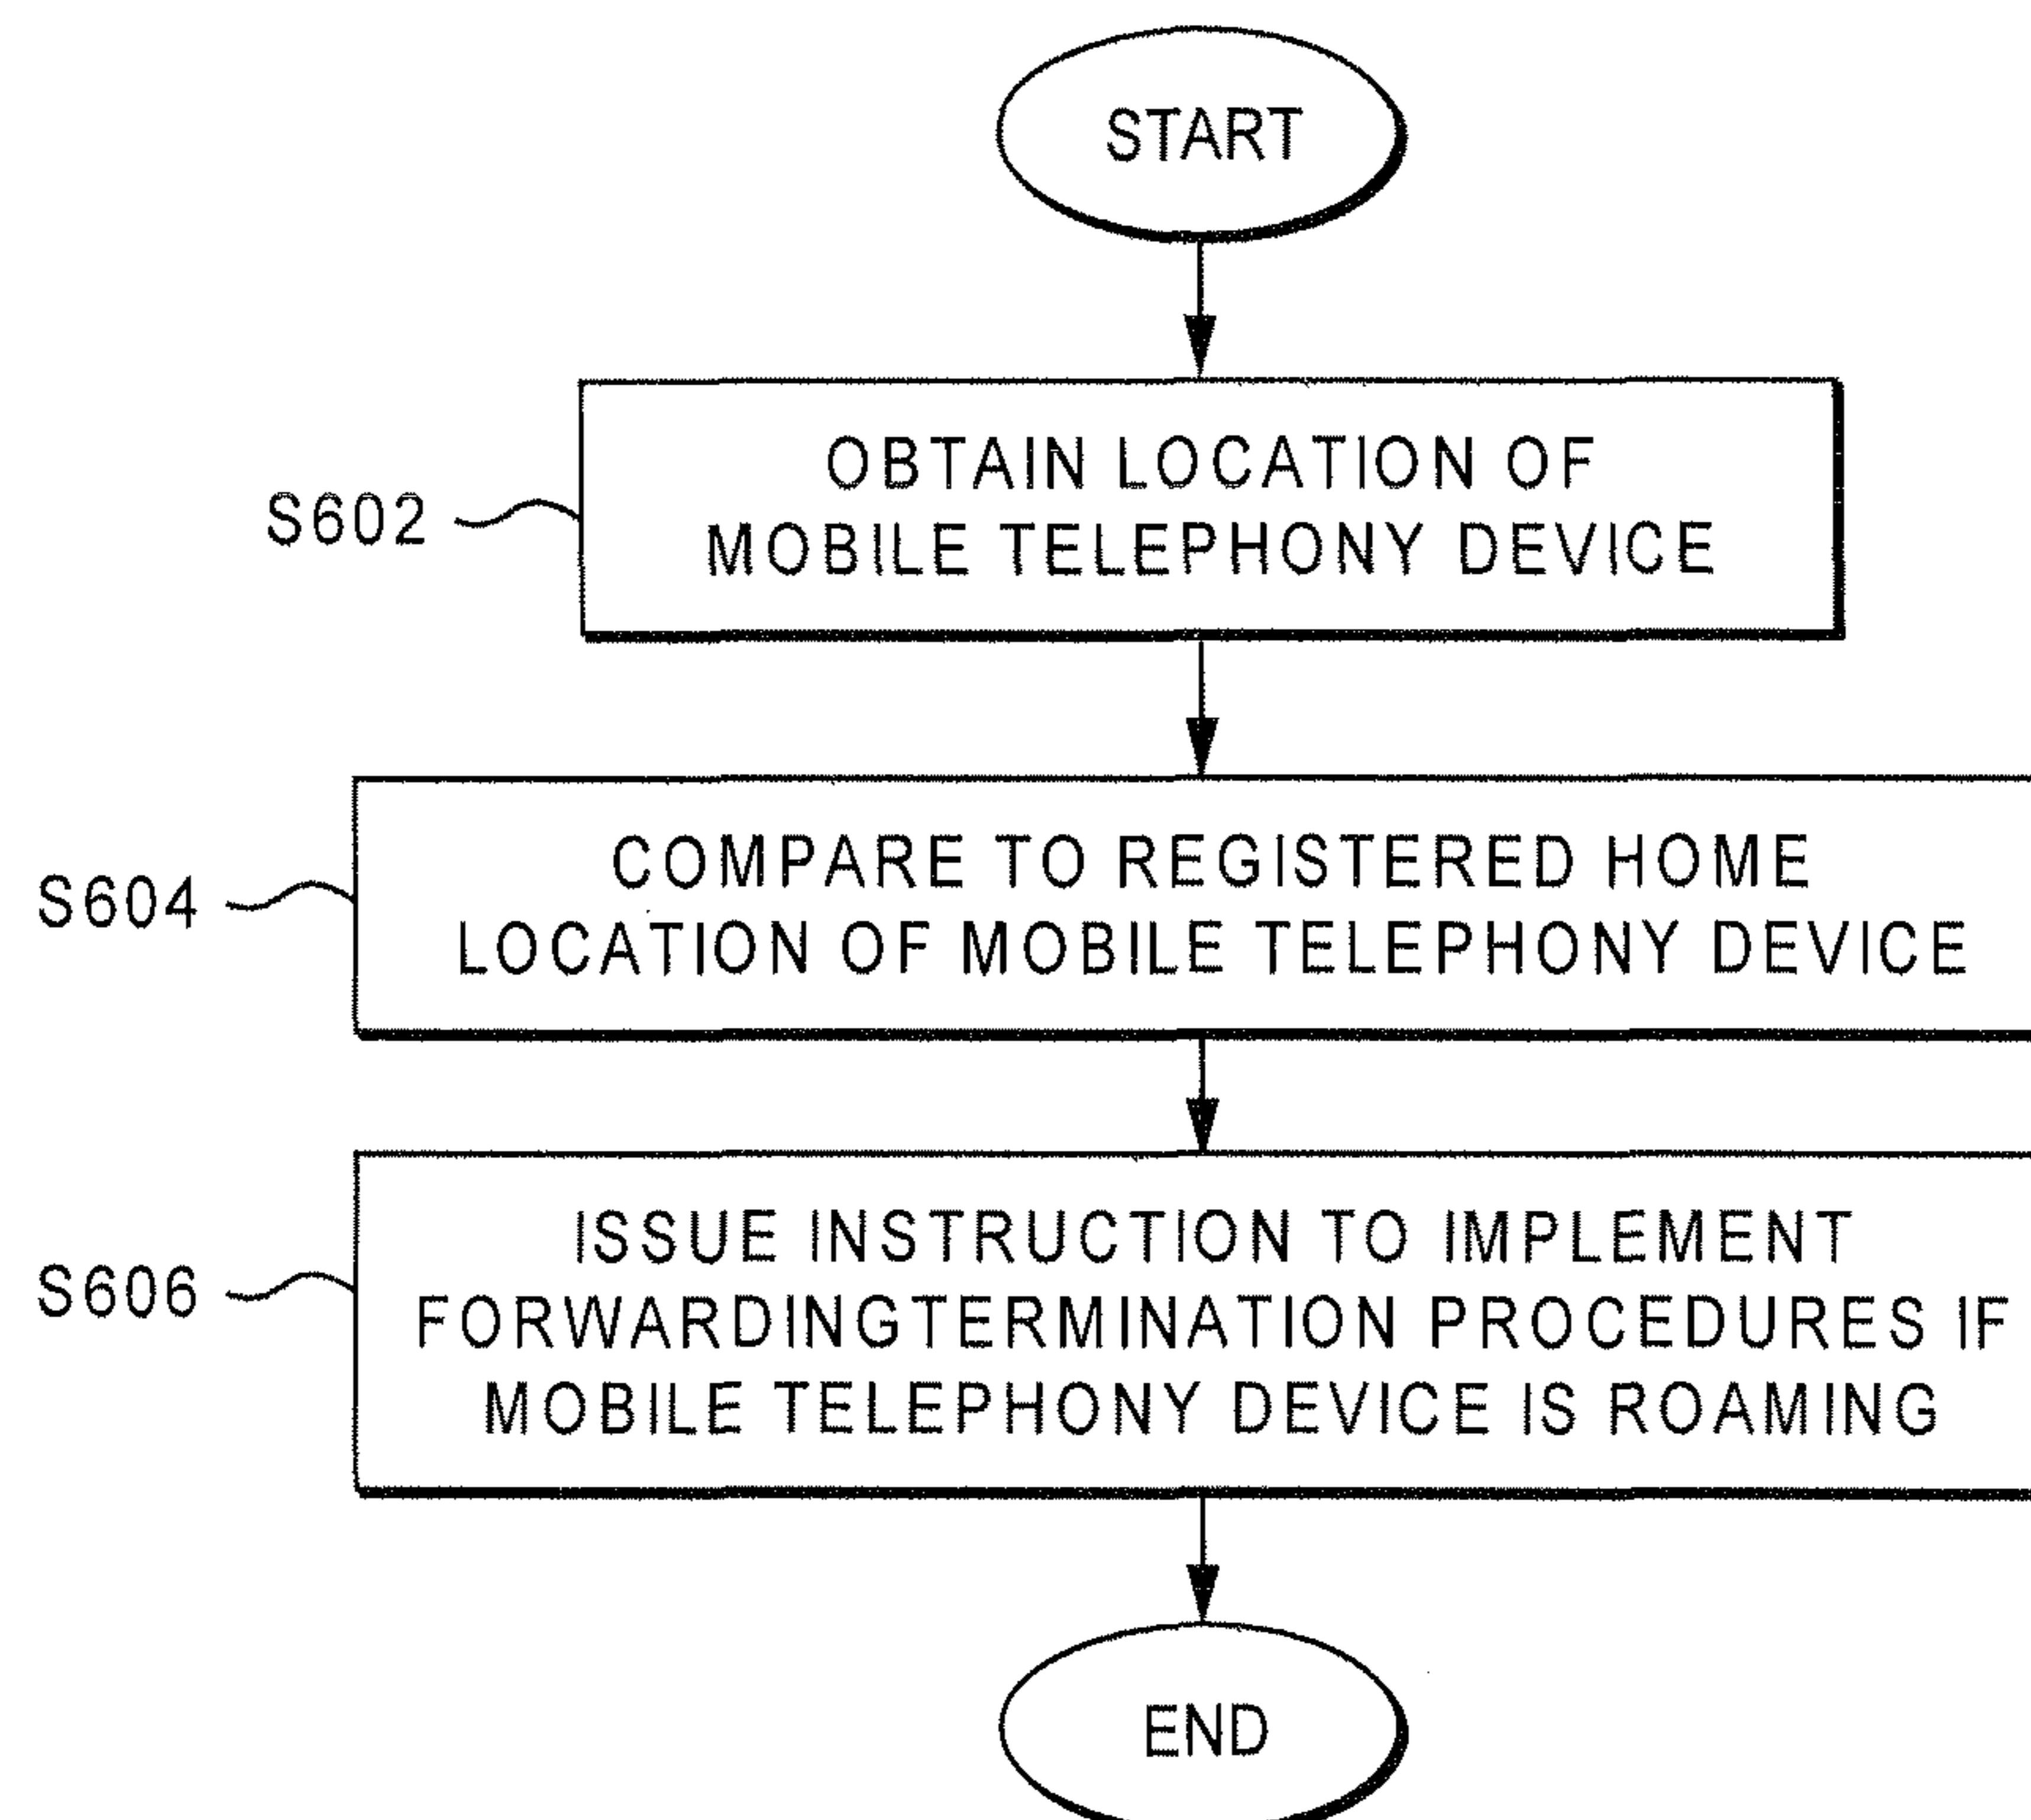 START
S602
OBTAIN LOCATION OF
MOBILE TELEPHONY DEVICE
S604
COMPARE TO REGISTERED HOME
LOCATION OF MOBILE TELEPHONY DEVICE
S606
ISSUE INSTRUCTION TO IMPLEMENT
FORWARDINGTERMINATION PROCEDURES IF
MOBILE TELEPHONY DEVICE IS ROAMING
END